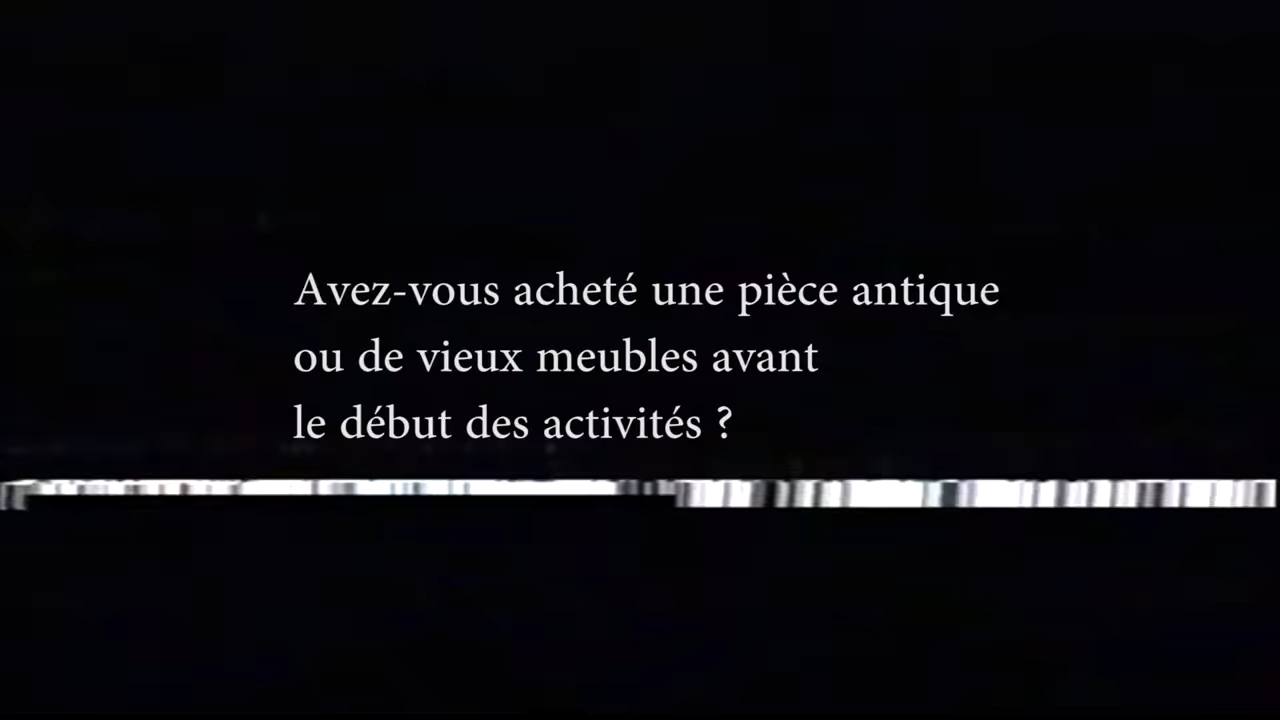 Avez-vous acheté une pièce antique
ou de vieux meubles avant
le début des activités ?